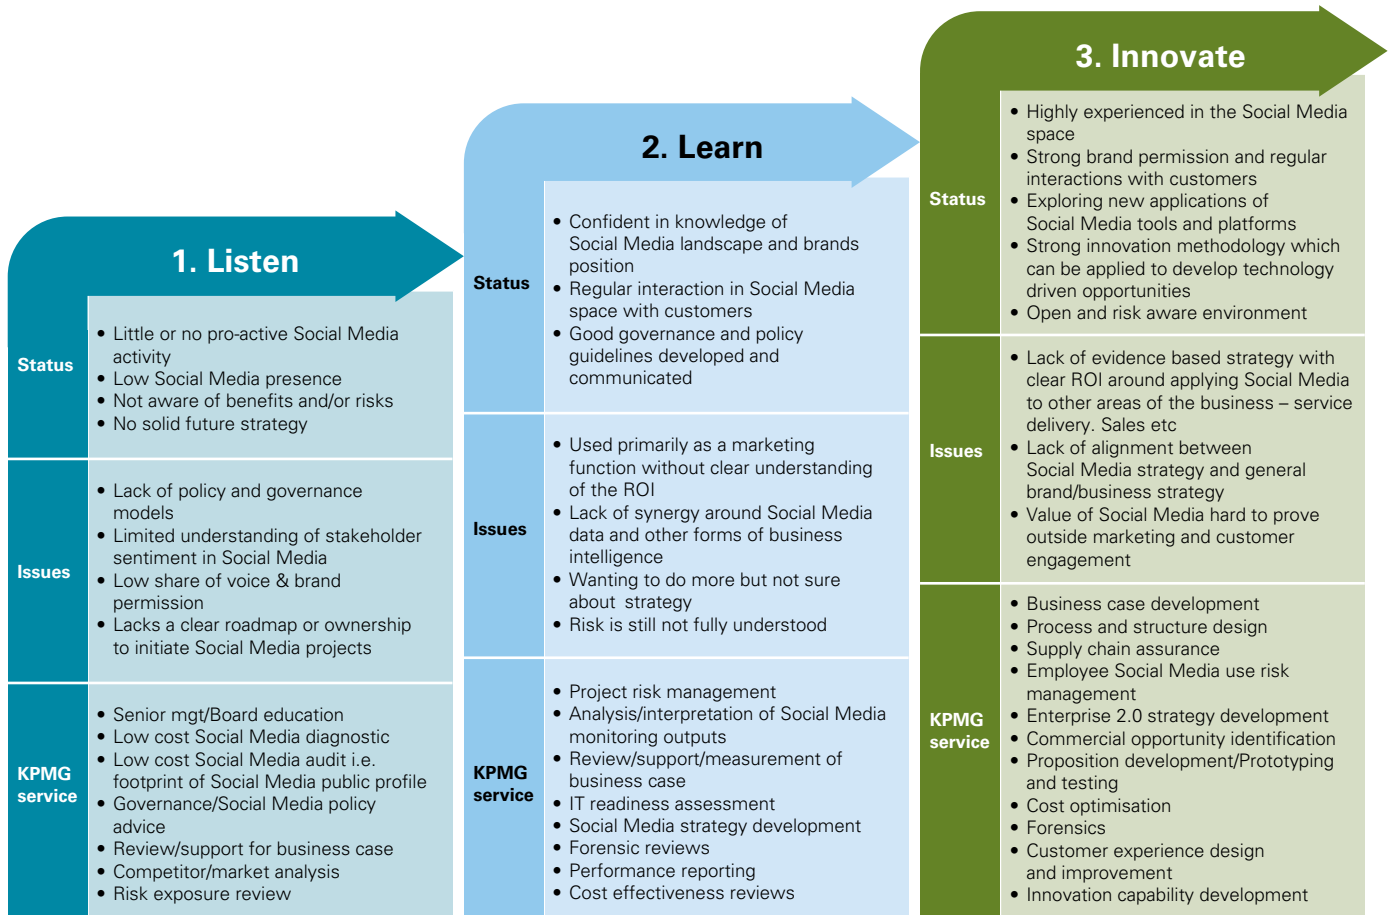 1. Listen
Status
• Little or no pro-active Social Media
activity
• Low Social Media presence
• Not aware of benefits and/or risks
• No solid future strategy
Issues
• Lack of policy and governance
models
• Limited understanding of stakeholder
sentiment in Social Media
• Low share of voice & brand
permission
• Lacks a clear roadmap or ownership
to initiate Social Media projects
KPMG
service
• Senior mgt/Board education
• Low cost Social Media diagnostic
• Low cost Social Media audit i.e.
footprint of Social Media public profile
• Governance/Social Media policy
advice
• Review/support for business case
• Competitor/market analysis
• Risk exposure review
2. Learn
Status
• Confident in knowledge of
Social Media landscape and brands
position
• Regular interaction in Social Media
space with customers
• Good governance and policy
guidelines developed and
communicated
Issues
• Used primarily as a marketing
function without clear understanding
of the ROI
• Lack of synergy around Social Media
data and other forms of business
intelligence
• Wanting to do more but not sure
about strategy
• Risk is still not fully understood
KPMG
service
• Project risk management
• Analysis/interpretation of Social Media
monitoring outputs
• Review/support/measurement of
business case
• IT readiness assessment
• Social Media strategy development
• Forensic reviews
• Performance reporting
• Cost effectiveness reviews
3. Innovate
Status
• Highly experienced in the Social Media
space
• Strong brand permission and regular
interactions with customers
• Exploring new applications of
Social Media tools and platforms
• Strong innovation methodology which
can be applied to develop technology
driven opportunities
• Open and risk aware environment
Issues
• Lack of evidence based strategy with
clear ROI around applying Social Media
to other areas of the business – service
delivery. Sales etc
• Lack of alignment between
Social Media strategy and general
brand/business strategy
• Value of Social Media hard to prove
outside marketing and customer
engagement
KPMG
service
• Business case development
• Process and structure design
• Supply chain assurance
• Employee Social Media use risk
management
• Enterprise 2.0 strategy development
• Commercial opportunity identification
• Proposition development/Prototyping
and testing
• Cost optimisation
• Forensics
• Customer experience design
and improvement
• Innovation capability development